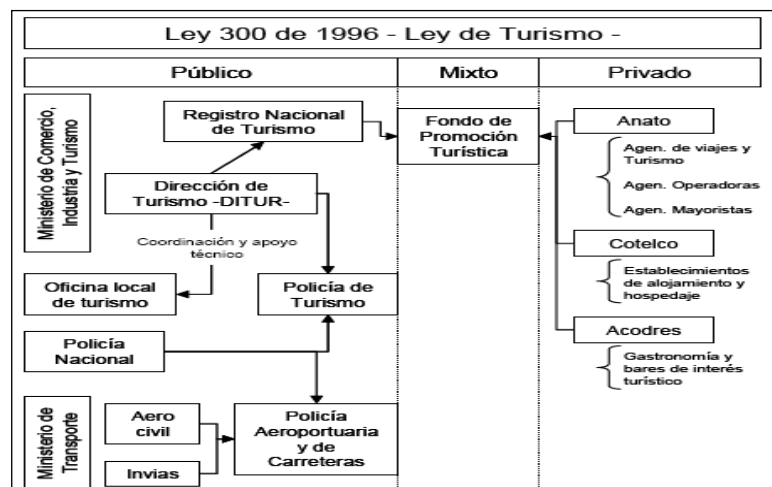 Ley 300 de 1996 - Ley de Turismo -
Público
Mixto
Privado
Ministerio de Comercio,
Industria y Turismo
Registro Nacional
de Turismo
Fondo de
Promoción
Turística
Anato
Agen. de viajes y
Turismo
Agen. Operadoras
Agen. Mayoristas
Dirección de
Turismo -DITUR-
Coordinación y apoyo
técnico
Cotelco
Establecimientos
de alojamiento y
hospedaje
Oficina local
de turismo
Policía de
Turismo
Acodres
Gastronomía y
bares de interés
turístico
Policía
Nacional
Ministerio de
Transporte
Aero
civil
Invias
Policía
Aeroportuaria
y de
Carreteras